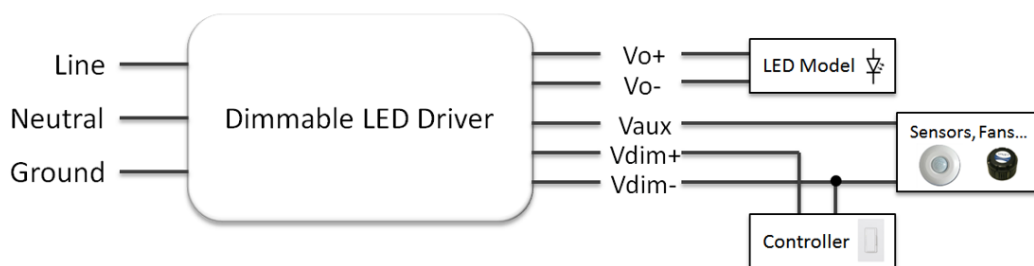 Line
Neutral
Ground
Dimmable LED Driver
Vo+
Vo-
Vaux
Vdim+
Vdim-
LED Model
Sensors, Fans...
Controller